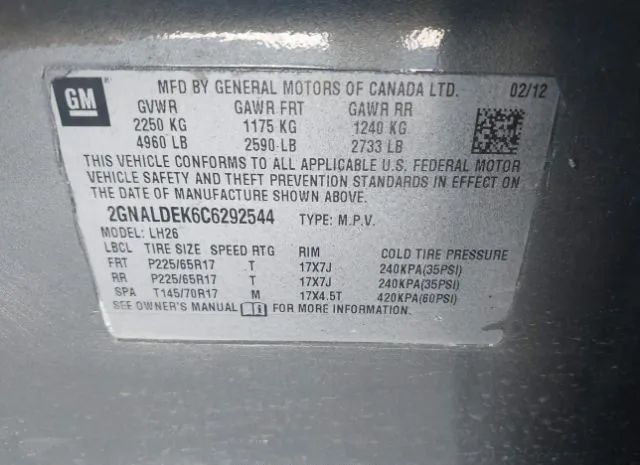 GM
MFD BY GENERAL MOTORS OF CANADA LTD. 02/12
GVWR GAWR FRT GAWR RR
2250 KG 1175 KG 1240 KG
4960 LB 2590 LB 2733 LB
THIS VEHICLE CONFORMS TO ALL APPLICABLE U.S. FEDERAL MOTOR
VEHICLE SAFETY AND THEFT PREVENTION STANDARDS IN EFFECT ON
THE DATE OF MANUFACTURE SHOWN ABOVE.
2GNALDEK6C6292544 TYPE: M.P.V.
MODEL: LH26
LBCL TIRE SIZE SPEED RTG RIM COLD TIRE PRESSURE
FRT P225/65R17 T 17X7J 240KPA(35PSI)
RR P225/65R17 T 17X7J 240KPA(35PSI)
SPA T145/70R17 M 17X4.5T 420KPA(60PSI)
SEE OWNER'S MANUAL FOR MORE INFORMATION.